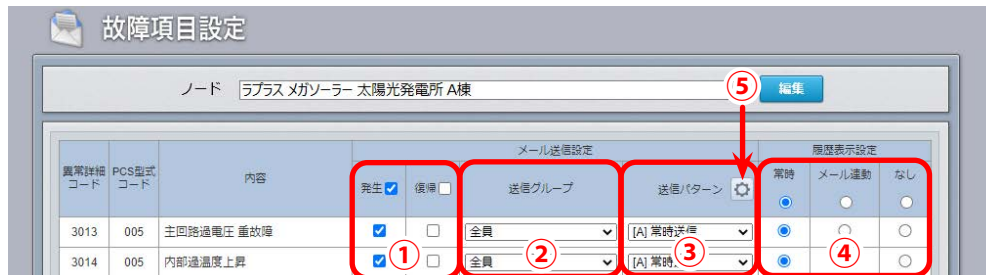 故障項目設定
ノード ラプラス メガソーラー 太陽光発電所 A棟 ⑤ 編集
メール送信設定 履歴表示設定
異常詳細コード PCS型式コード 内容 発生 復帰 送信グループ 送信パターン 常時 メール連動 なし
3013 005 主回路過電圧 重故障 全員 [A] 常時送信
① ② ③ ④
3014 005 内部過温度上昇 全員 [A] 常時